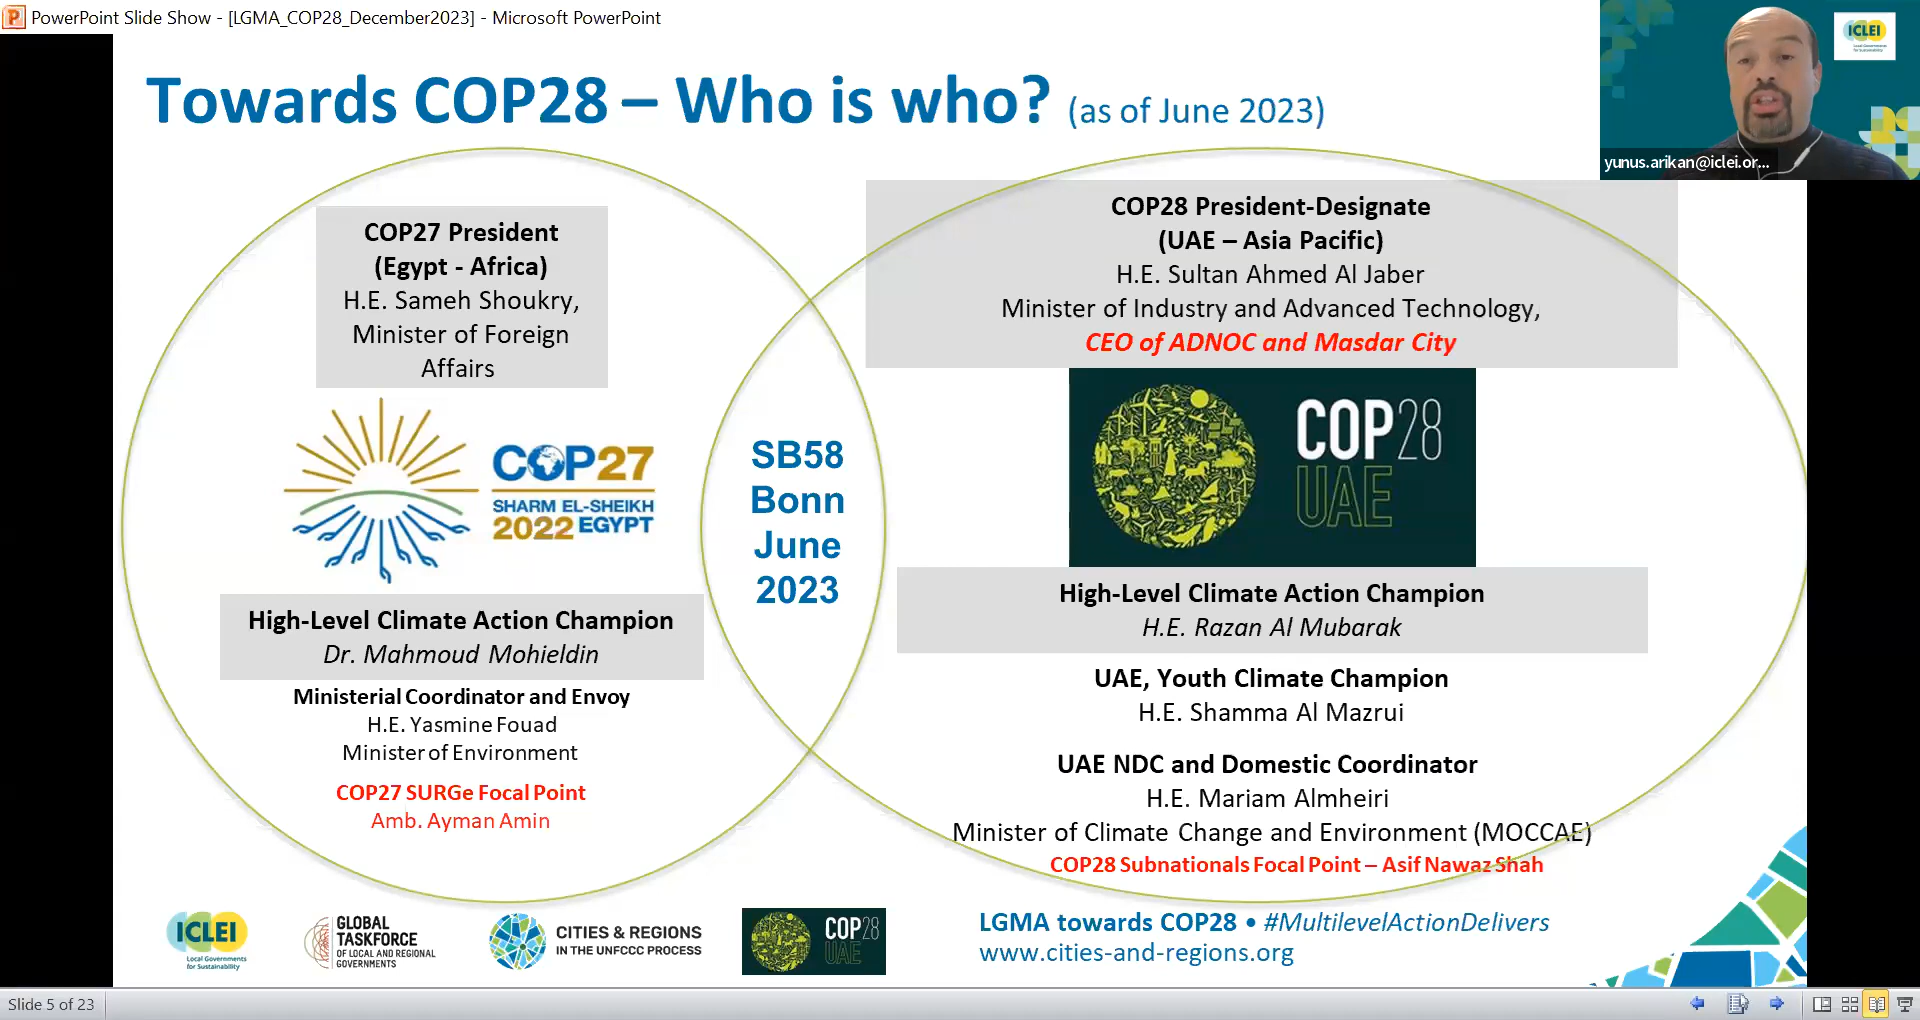 PowerPoint Slide Show - [LGMA_COP28_December2023] - Microsoft PowerPoint
ICLEI
Local Governments
for Sustainability
yunus.arikan@iclei.or...
Towards COP28 – Who is who? (as of June 2023)
COP27 President
(Egypt - Africa)
H.E. Sameh Shoukry,
Minister of Foreign
Affairs
COP27
SHARM EL-SHEIKH
2022 EGYPT
High-Level Climate Action Champion
Dr. Mahmoud Mohieldin
Ministerial Coordinator and Envoy
H.E. Yasmine Fouad
Minister of Environment
COP27 SURGe Focal Point
Amb. Ayman Amin
SB58
Bonn
June
2023
COP28 President-Designate
(UAE – Asia Pacific)
H.E. Sultan Ahmed Al Jaber
Minister of Industry and Advanced Technology,
CEO of ADNOC and Masdar City
COP28
UAE
High-Level Climate Action Champion
H.E. Razan Al Mubarak
UAE, Youth Climate Champion
H.E. Shamma Al Mazrui
UAE NDC and Domestic Coordinator
H.E. Mariam Almheiri
Minister of Climate Change and Environment (MOCCAE)
COP28 Subnationals Focal Point – Asif Nawaz Shah
ICLEI
Local Governments
for Sustainability
GLOBAL
TASKFORCE
OF LOCAL AND REGIONAL
GOVERNMENTS
CITIES & REGIONS
IN THE UNFCCC PROCESS
COP28
UAE
LGMA towards COP28 • #MultilevelActionDelivers
www.cities-and-regions.org
Slide 5 of 23